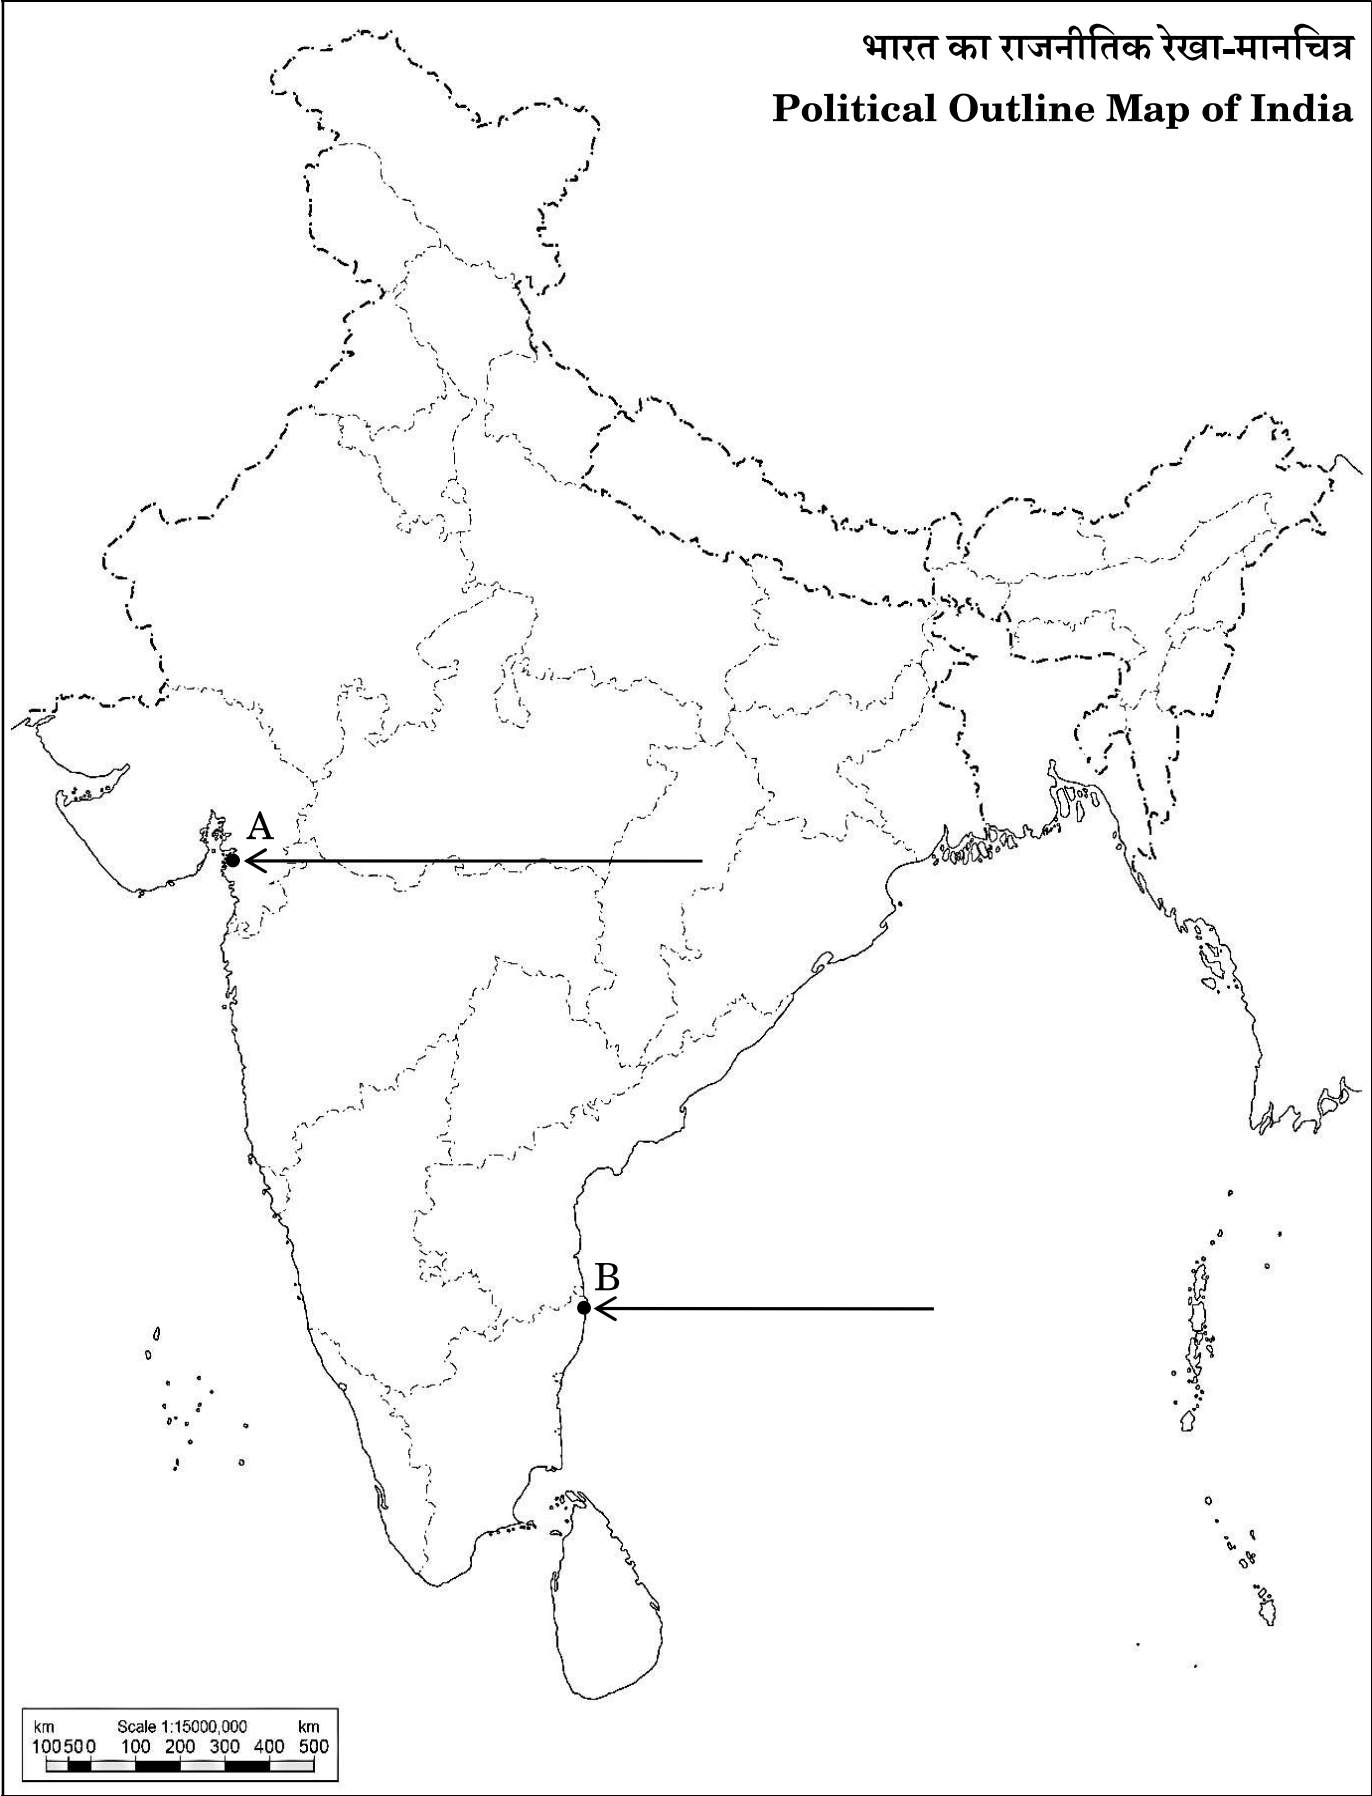 भारत का राजनीतिक रेखा-मानचित्र
Political Outline Map of India
A
B
km Scale 1:15000,000 km
100 50 0 100 200 300 400 500